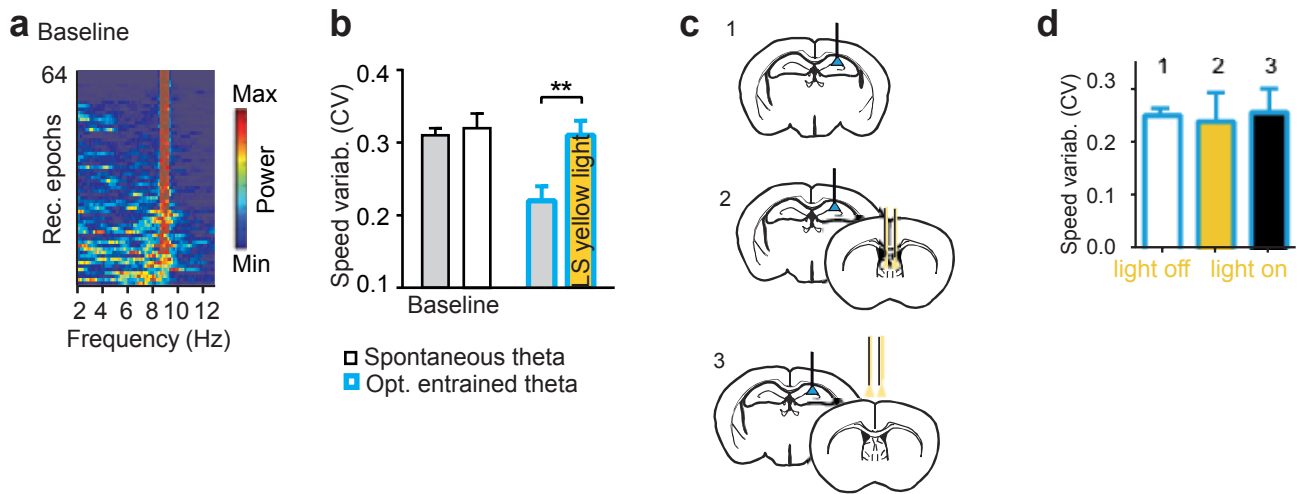 a Baseline
64
Rec. epochs
2 4 6 8 10 12
Frequency (Hz)
Max
Power
Min
b
Speed variab. (CV)
0.4
0.3
0.2
0.1
**
LS yellow light
Baseline
Spontaneous theta
Opt. entrained theta
c
1
2
3
d
Speed variab. (CV)
0.3
0.2
0.1
0.0
1 2 3
light off light on